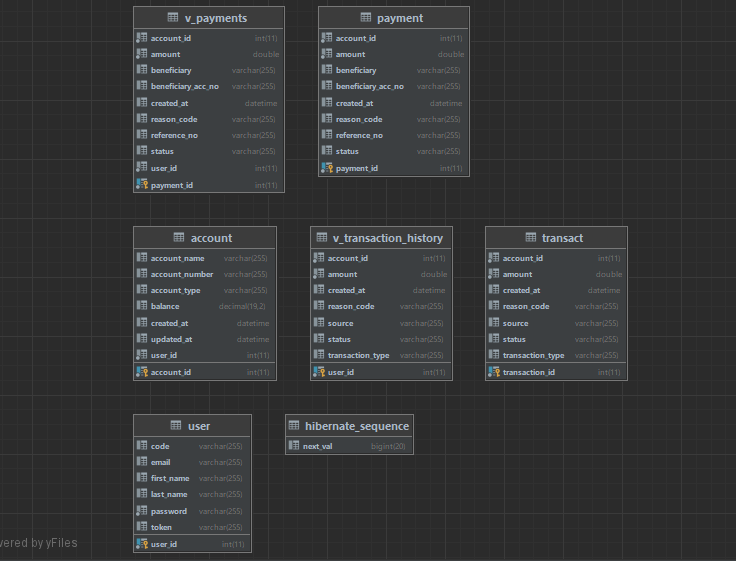 v_payments
account_id int(11)
amount double
beneficiary varchar(255)
beneficiary_acc_no varchar(255)
created_at datetime
reason_code varchar(255)
reference_no varchar(255)
status varchar(255)
user_id int(11)
payment_id int(11)
payment
account_id int(11)
amount double
beneficiary varchar(255)
beneficiary_acc_no varchar(255)
created_at datetime
reason_code varchar(255)
reference_no varchar(255)
status varchar(255)
payment_id int(11)
account
account_name varchar(255)
account_number varchar(255)
account_type varchar(255)
balance decimal(19,2)
created_at datetime
updated_at datetime
user_id int(11)
account_id int(11)
v_transaction_history
account_id int(11)
amount double
created_at datetime
reason_code varchar(255)
source varchar(255)
status varchar(255)
transaction_type varchar(255)
user_id int(11)
transact
account_id int(11)
amount double
created_at datetime
reason_code varchar(255)
source varchar(255)
status varchar(255)
transaction_type varchar(255)
transaction_id int(11)
user
code varchar(255)
email varchar(255)
first_name varchar(255)
last_name varchar(255)
password varchar(255)
token varchar(255)
user_id int(11)
hibernate_sequence
next_val bigint(20)
wered by yFiles